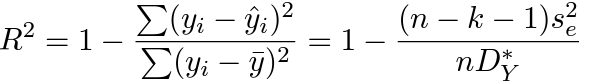 $R^2 = 1 - \frac{\sum (y_i - \hat{y}_i)^2}{\sum (y_i - \bar{y})^2} = 1 - \frac{(n-k-1)s_e^2}{nD_Y^*}$